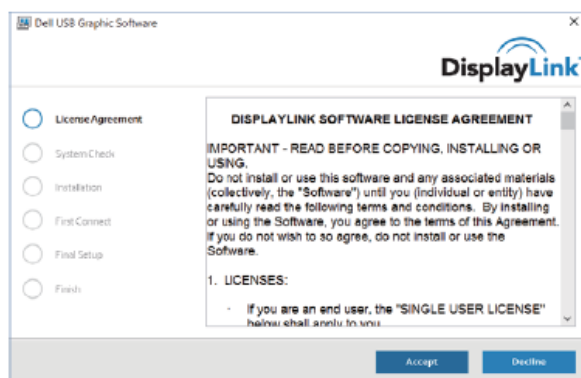 Dell USB Graphic Software
DisplayLink
License Agreement
System Check
Installation
First Connect
Final Setup
Finish
DISPLAYLINK SOFTWARE LICENSE AGREEMENT
IMPORTANT - READ BEFORE COPYING, INSTALLING OR
USING.
Do not install or use this software and any associated materials
(collectively, the "Software") until you (individual or entity) have
carefully read the following terms and conditions. By installing
or using the Software, you agree to the terms of this Agreement.
If you do not wish to so agree, do not install or use the
Software.
1. LICENSES:
· If you are an end user, the "SINGLE USER LICENSE"
below shall apply to you
Accept
Decline